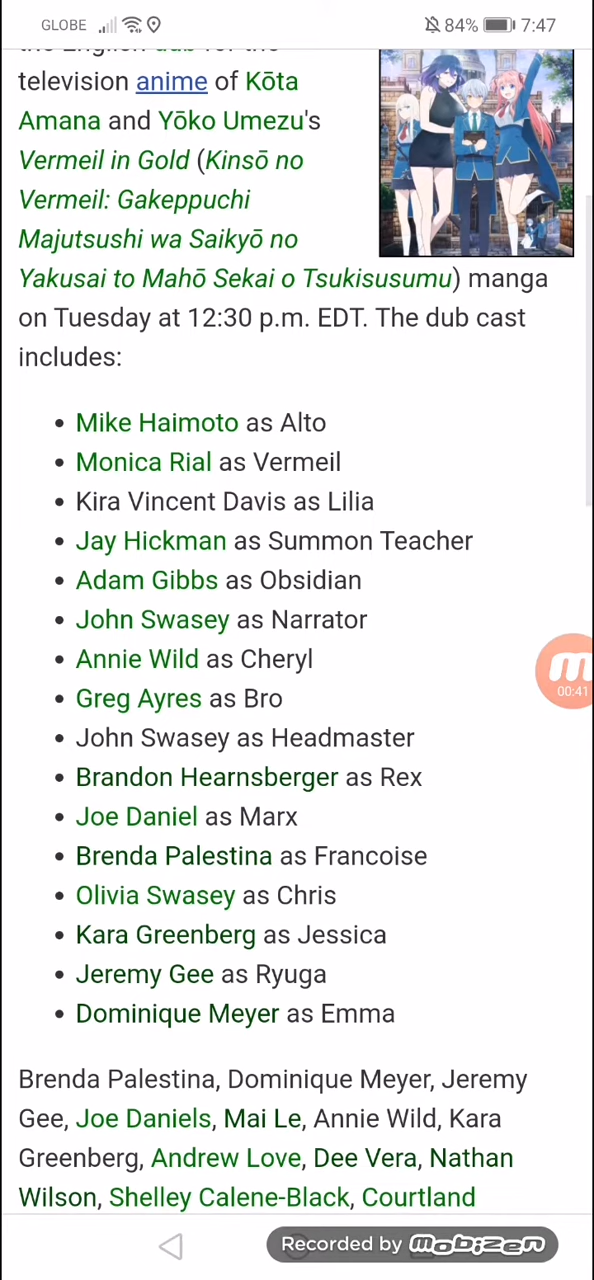 GLOBE 84% 7:47
the English dub for the
television anime of Kōta
Amana and Yōko Umezu's
Vermeil in Gold (Kinsō no
Vermeil: Gakeppuchi
Majutsushi wa Saikyō no
Yakusai to Mahō Sekai o Tsukisusumu) manga
on Tuesday at 12:30 p.m. EDT. The dub cast
includes:
• Mike Haimoto as Alto
• Monica Rial as Vermeil
• Kira Vincent Davis as Lilia
• Jay Hickman as Summon Teacher
• Adam Gibbs as Obsidian
• John Swasey as Narrator
• Annie Wild as Cheryl
• Greg Ayres as Bro
• John Swasey as Headmaster
• Brandon Hearnsberger as Rex
• Joe Daniel as Marx
• Brenda Palestina as Francoise
• Olivia Swasey as Chris
• Kara Greenberg as Jessica
• Jeremy Gee as Ryuga
• Dominique Meyer as Emma
00:41
Brenda Palestina, Dominique Meyer, Jeremy
Gee, Joe Daniels, Mai Le, Annie Wild, Kara
Greenberg, Andrew Love, Dee Vera, Nathan
Wilson, Shelley Calene-Black, Courtland
Recorded by mobizen